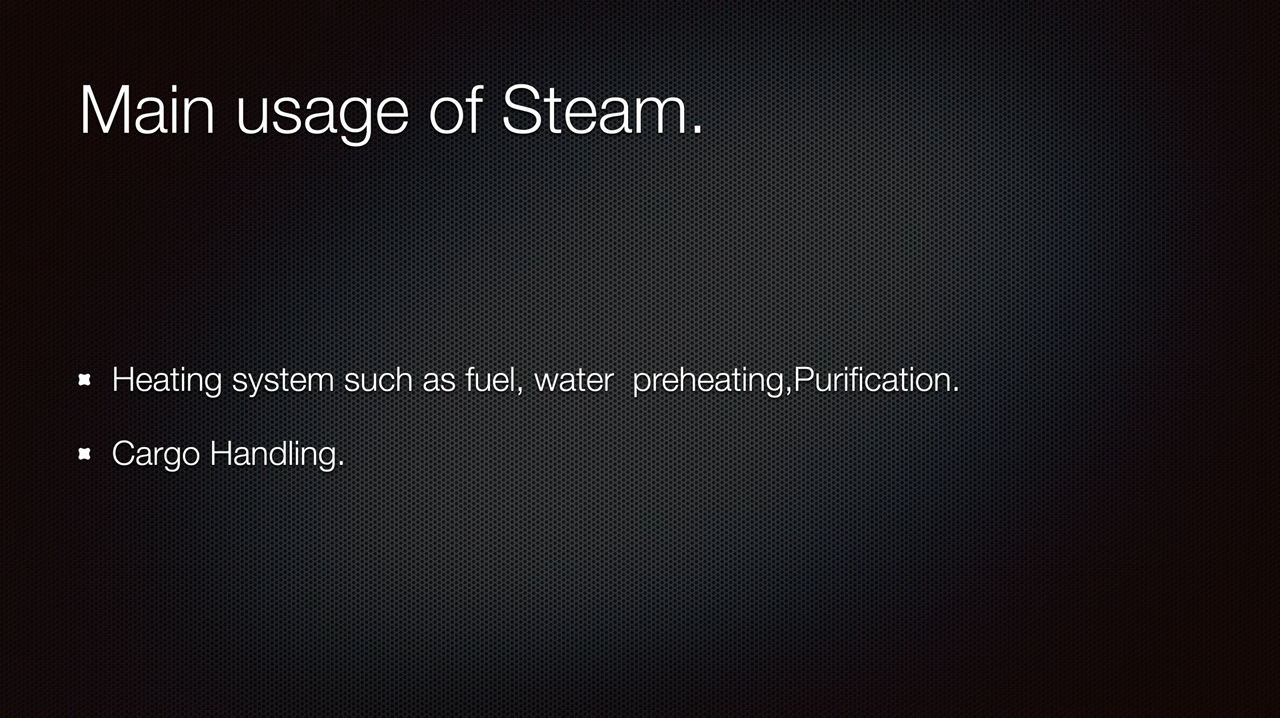 Main usage of Steam.
Heating system such as fuel, water  preheating,Purification.
Cargo Handling.